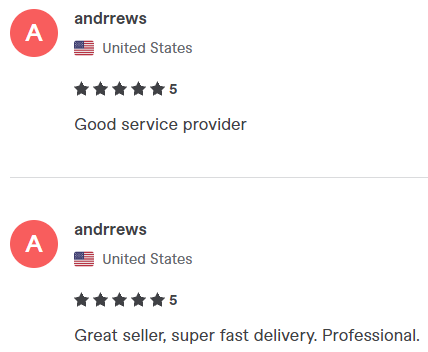 A
andrrews
United States
5
Good service provider
A
andrrews
United States
5
Great seller, super fast delivery. Professional.